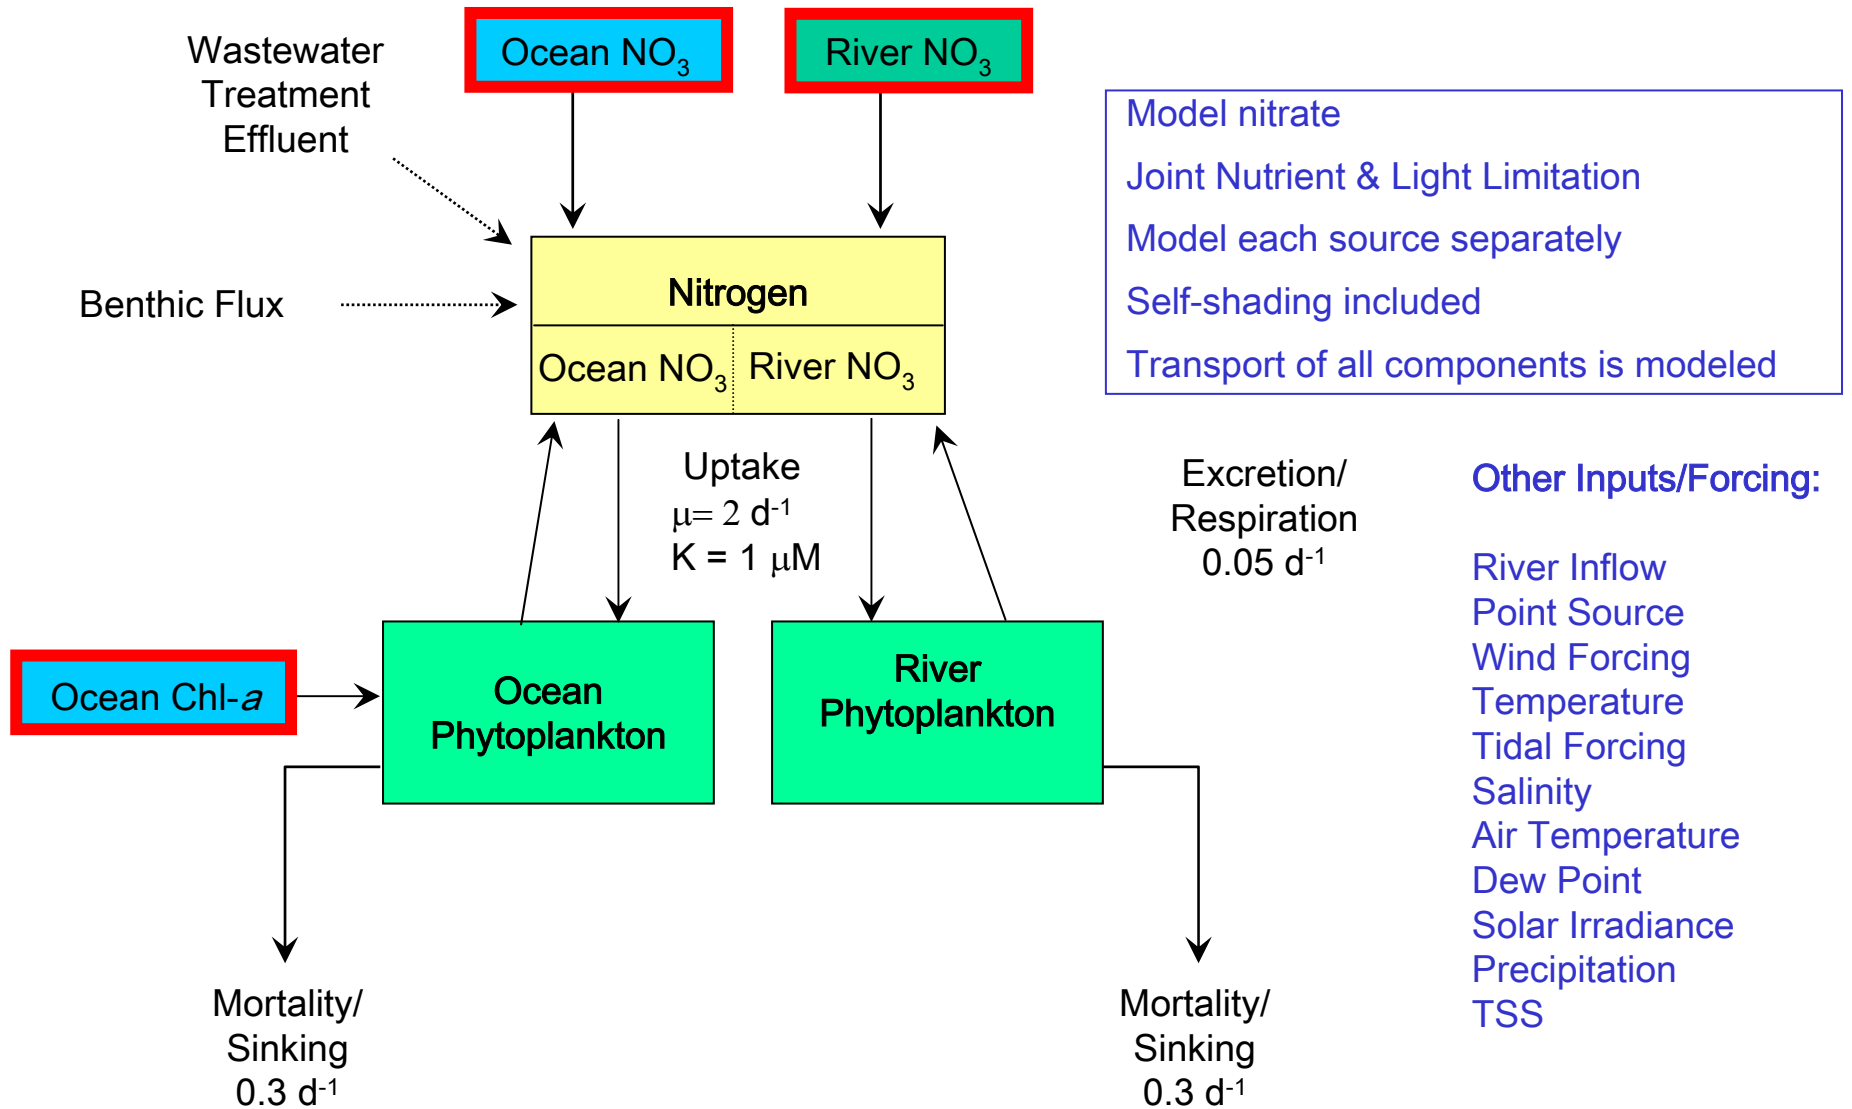 Wastewater
Treatment
Effluent
Ocean NO₃
River NO₃
Model nitrate
Joint Nutrient & Light Limitation
Model each source separately
Self-shading included
Transport of all components is modeled
Benthic Flux
Nitrogen
Ocean NO₃
River NO₃
Uptake
μ= 2 d⁻¹
K = 1 μM
Excretion/
Respiration
0.05 d⁻¹
Other Inputs/Forcing:
River Inflow
Point Source
Wind Forcing
Temperature
Tidal Forcing
Salinity
Air Temperature
Dew Point
Solar Irradiance
Precipitation
TSS
Ocean Chl-a
Ocean
Phytoplankton
River
Phytoplankton
Mortality/
Sinking
0.3 d⁻¹
Mortality/
Sinking
0.3 d⁻¹